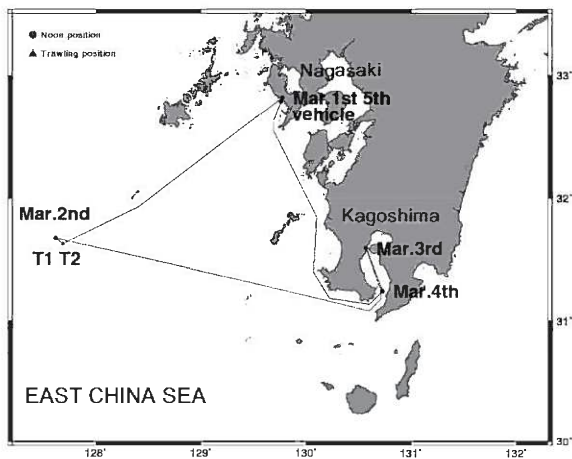 Noon position
Trawling position
33
Nagasaki
Mar.1st 5th
vehicle
32
Mar.2nd
Kagoshima
T1 T2
Mar.3rd
Mar.4th
31
EAST CHINA SEA
30
128° 129° 130° 131° 132°